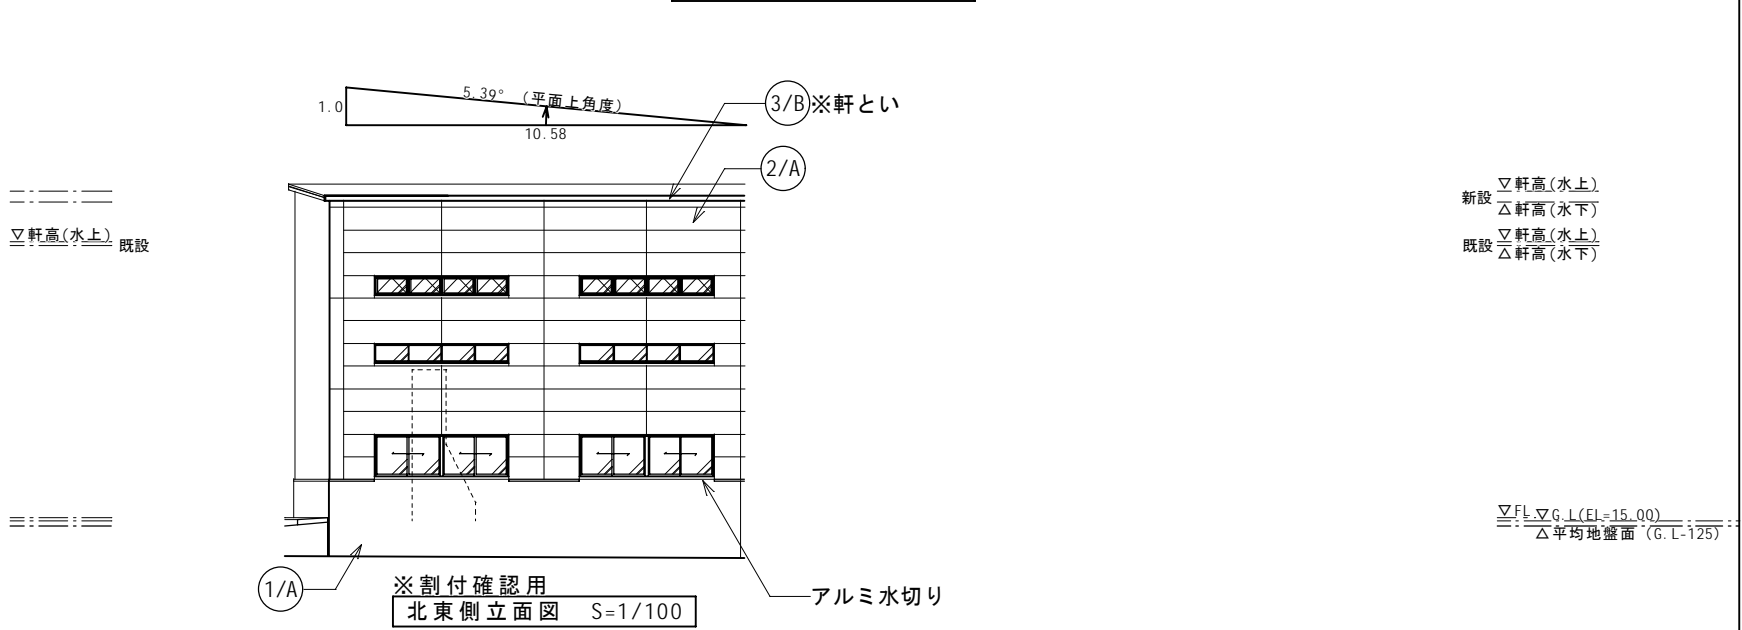 1.0
5.39° (平面上角度)
10.58
3/B ※軒とい
2/A
▽軒高(水上)
既設
新設
▽軒高(水上)
△軒高(水下)
既設
▽軒高(水上)
△軒高(水下)
▽FL
▽G.L(EL=15.00)
△平均地盤面 (G.L-125)
1/A
アルミ水切り
※割付確認用
北東側立面図 S=1/100